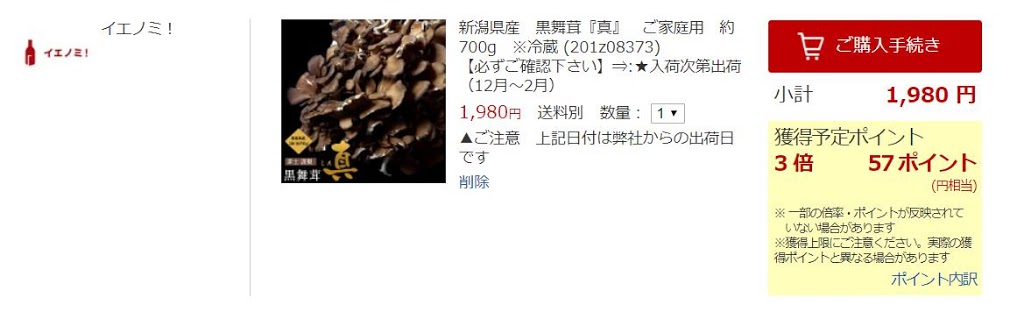 イエノミ!
イエノミ!
真
黒舞茸
新潟県産 黒舞茸『真』 ご家庭用 約
700g ※冷蔵 (201z08373)
【必ずご確認下さい】⇒:★入荷次第出荷
(12月～2月)
1,980円 送料別 数量: 1
▲ご注意 上記日付は弊社からの出荷日
です
削除
ご購入手続き
小計 1,980 円
獲得予定ポイント
3 倍 57 ポイント
(円相当)
※ 一部の倍率・ポイントが反映されて
いない場合があります
※獲得上限にご注意ください。実際の獲
得ポイントと異なる場合があります
ポイント内訳